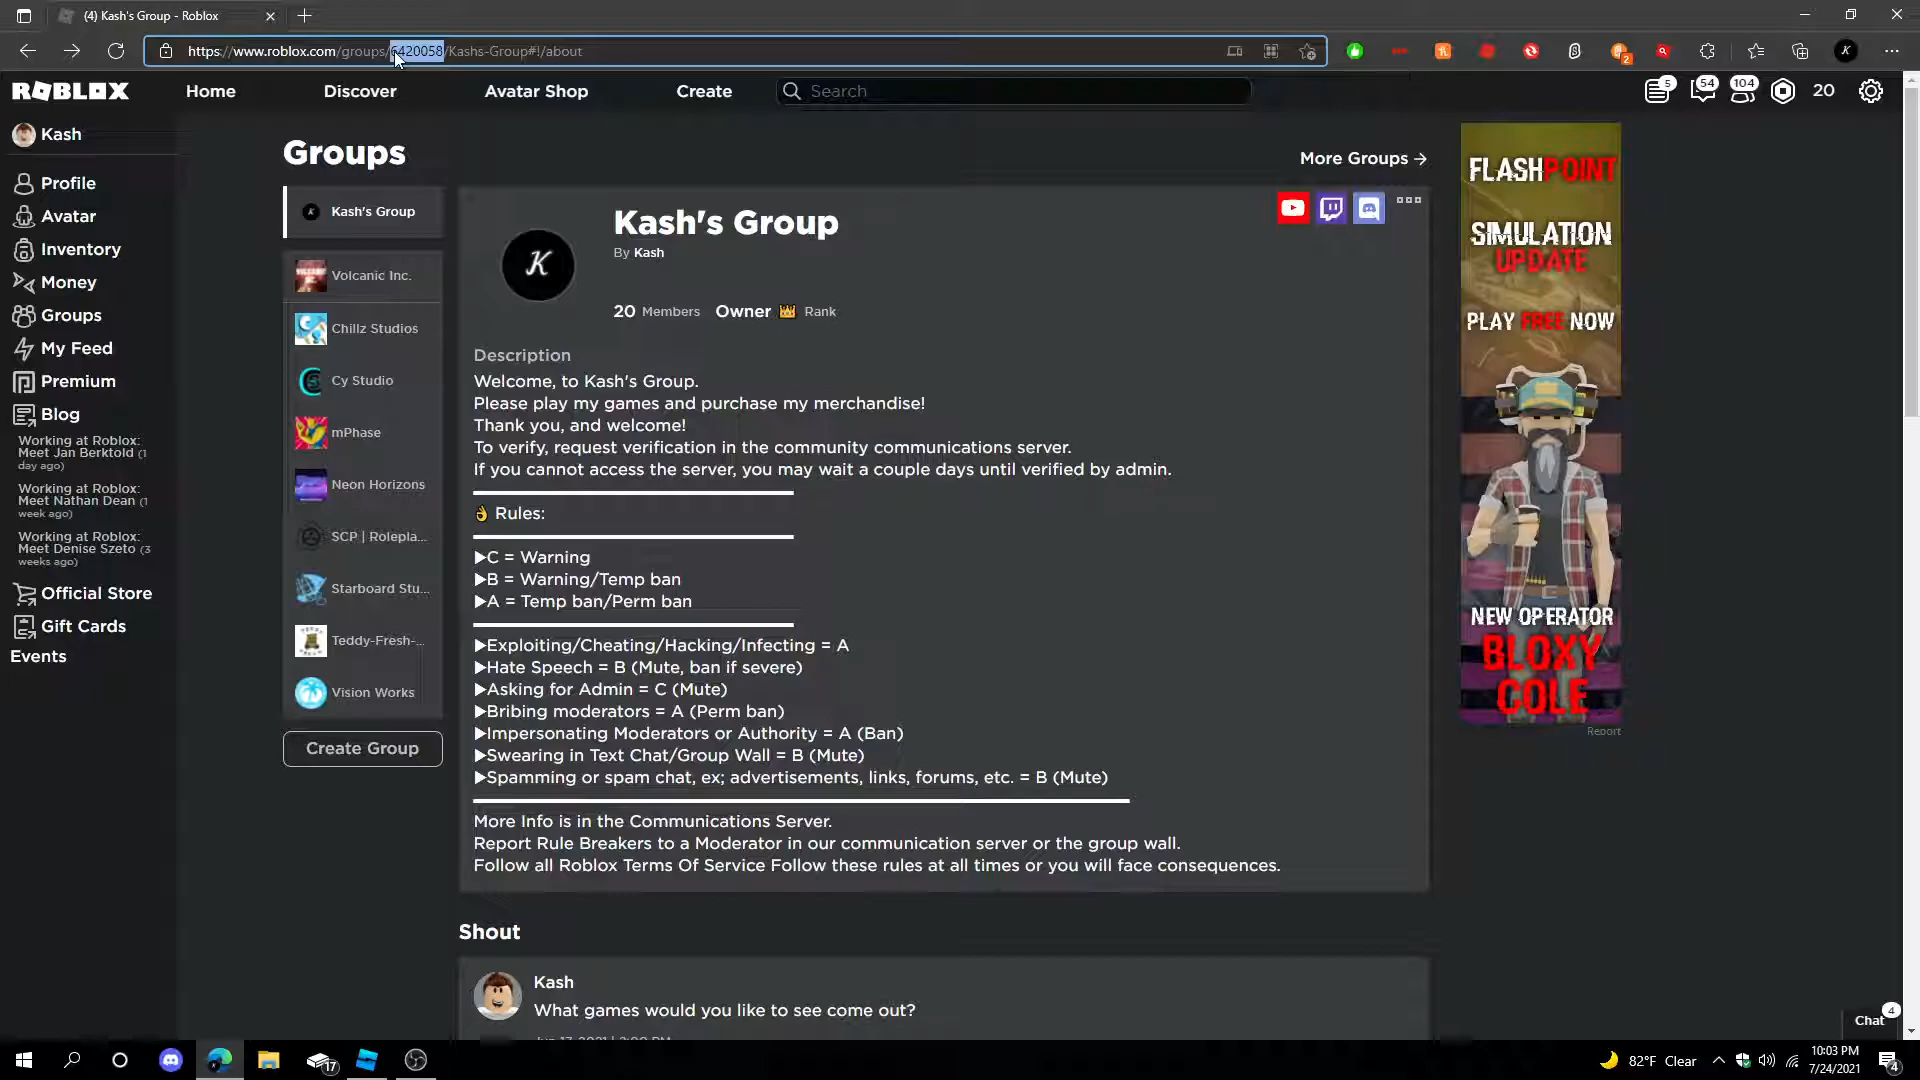 (4) Kash's Group - Roblox
https://www.roblox.com/groups/6420058/Kashs-Group#!/about
2
ROBLOX
Home
Discover
Avatar Shop
Create
Search
5
54
104
20
Kash
Profile
Avatar
Inventory
Money
Groups
My Feed
Premium
Blog
Working at Roblox:
Meet Jan Berktold (1
day ago)
Working at Roblox:
Meet Nathan Dean (1
week ago)
Working at Roblox:
Meet Denise Szeto (3
weeks ago)
Official Store
Gift Cards
Events
Groups
More Groups →
Kash's Group
Volcanic Inc.
Chillz Studios
Cy Studio
mPhase
Neon Horizons
SCP | Rolepla...
Starboard Stu...
Teddy-Fresh-...
Vision Works
Create Group
K
Kash's Group
By Kash
20 Members
Owner 👑 Rank
Description
Welcome, to Kash's Group.
Please play my games and purchase my merchandise!
Thank you, and welcome!
To verify, request verification in the community communications server.
If you cannot access the server, you may wait a couple days until verified by admin.
👌 Rules:
►C = Warning
►B = Warning/Temp ban
►A = Temp ban/Perm ban
►Exploiting/Cheating/Hacking/Infecting = A
►Hate Speech = B (Mute, ban if severe)
►Asking for Admin = C (Mute)
►Bribing moderators = A (Perm ban)
►Impersonating Moderators or Authority = A (Ban)
►Swearing in Text Chat/Group Wall = B (Mute)
►Spamming or spam chat, ex; advertisements, links, forums, etc. = B (Mute)
More Info is in the Communications Server.
Report Rule Breakers to a Moderator in our communication server or the group wall.
Follow all Roblox Terms Of Service Follow these rules at all times or you will face consequences.
Shout
Kash
What games would you like to see come out?
Jun 17, 2021 | 2:00 PM
FLASHPOINT
SIMULATION
UPDATE
PLAY FREE NOW
NEW OPERATOR
BLOXY
COLE
Report
Chat
4
17
82°F Clear
10:03 PM
7/24/2021
4